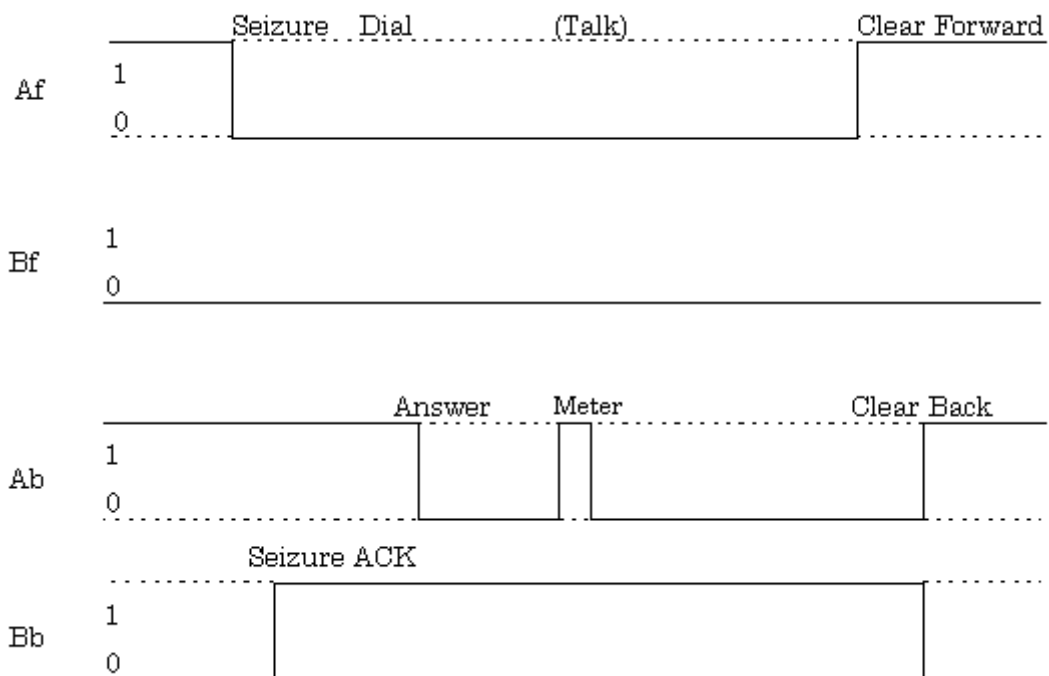 Seizure Dial (Talk) Clear Forward
1
Af
0
1
Bf
0
Answer Meter Clear Back
1
Ab
0
Seizure ACK
1
Bb
0